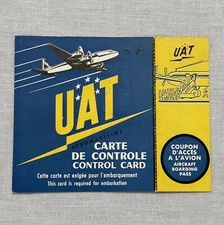 UAT
AEROMARITIME
CARTE
DE CONTROLE
CONTROL CARD
Cette carte est exigée pour l'embarquement
This card is required for embarkation
UAT
COUPON
D'ACCÈS
A L'AVION
AIRCRAFT
BOARDING
PASS